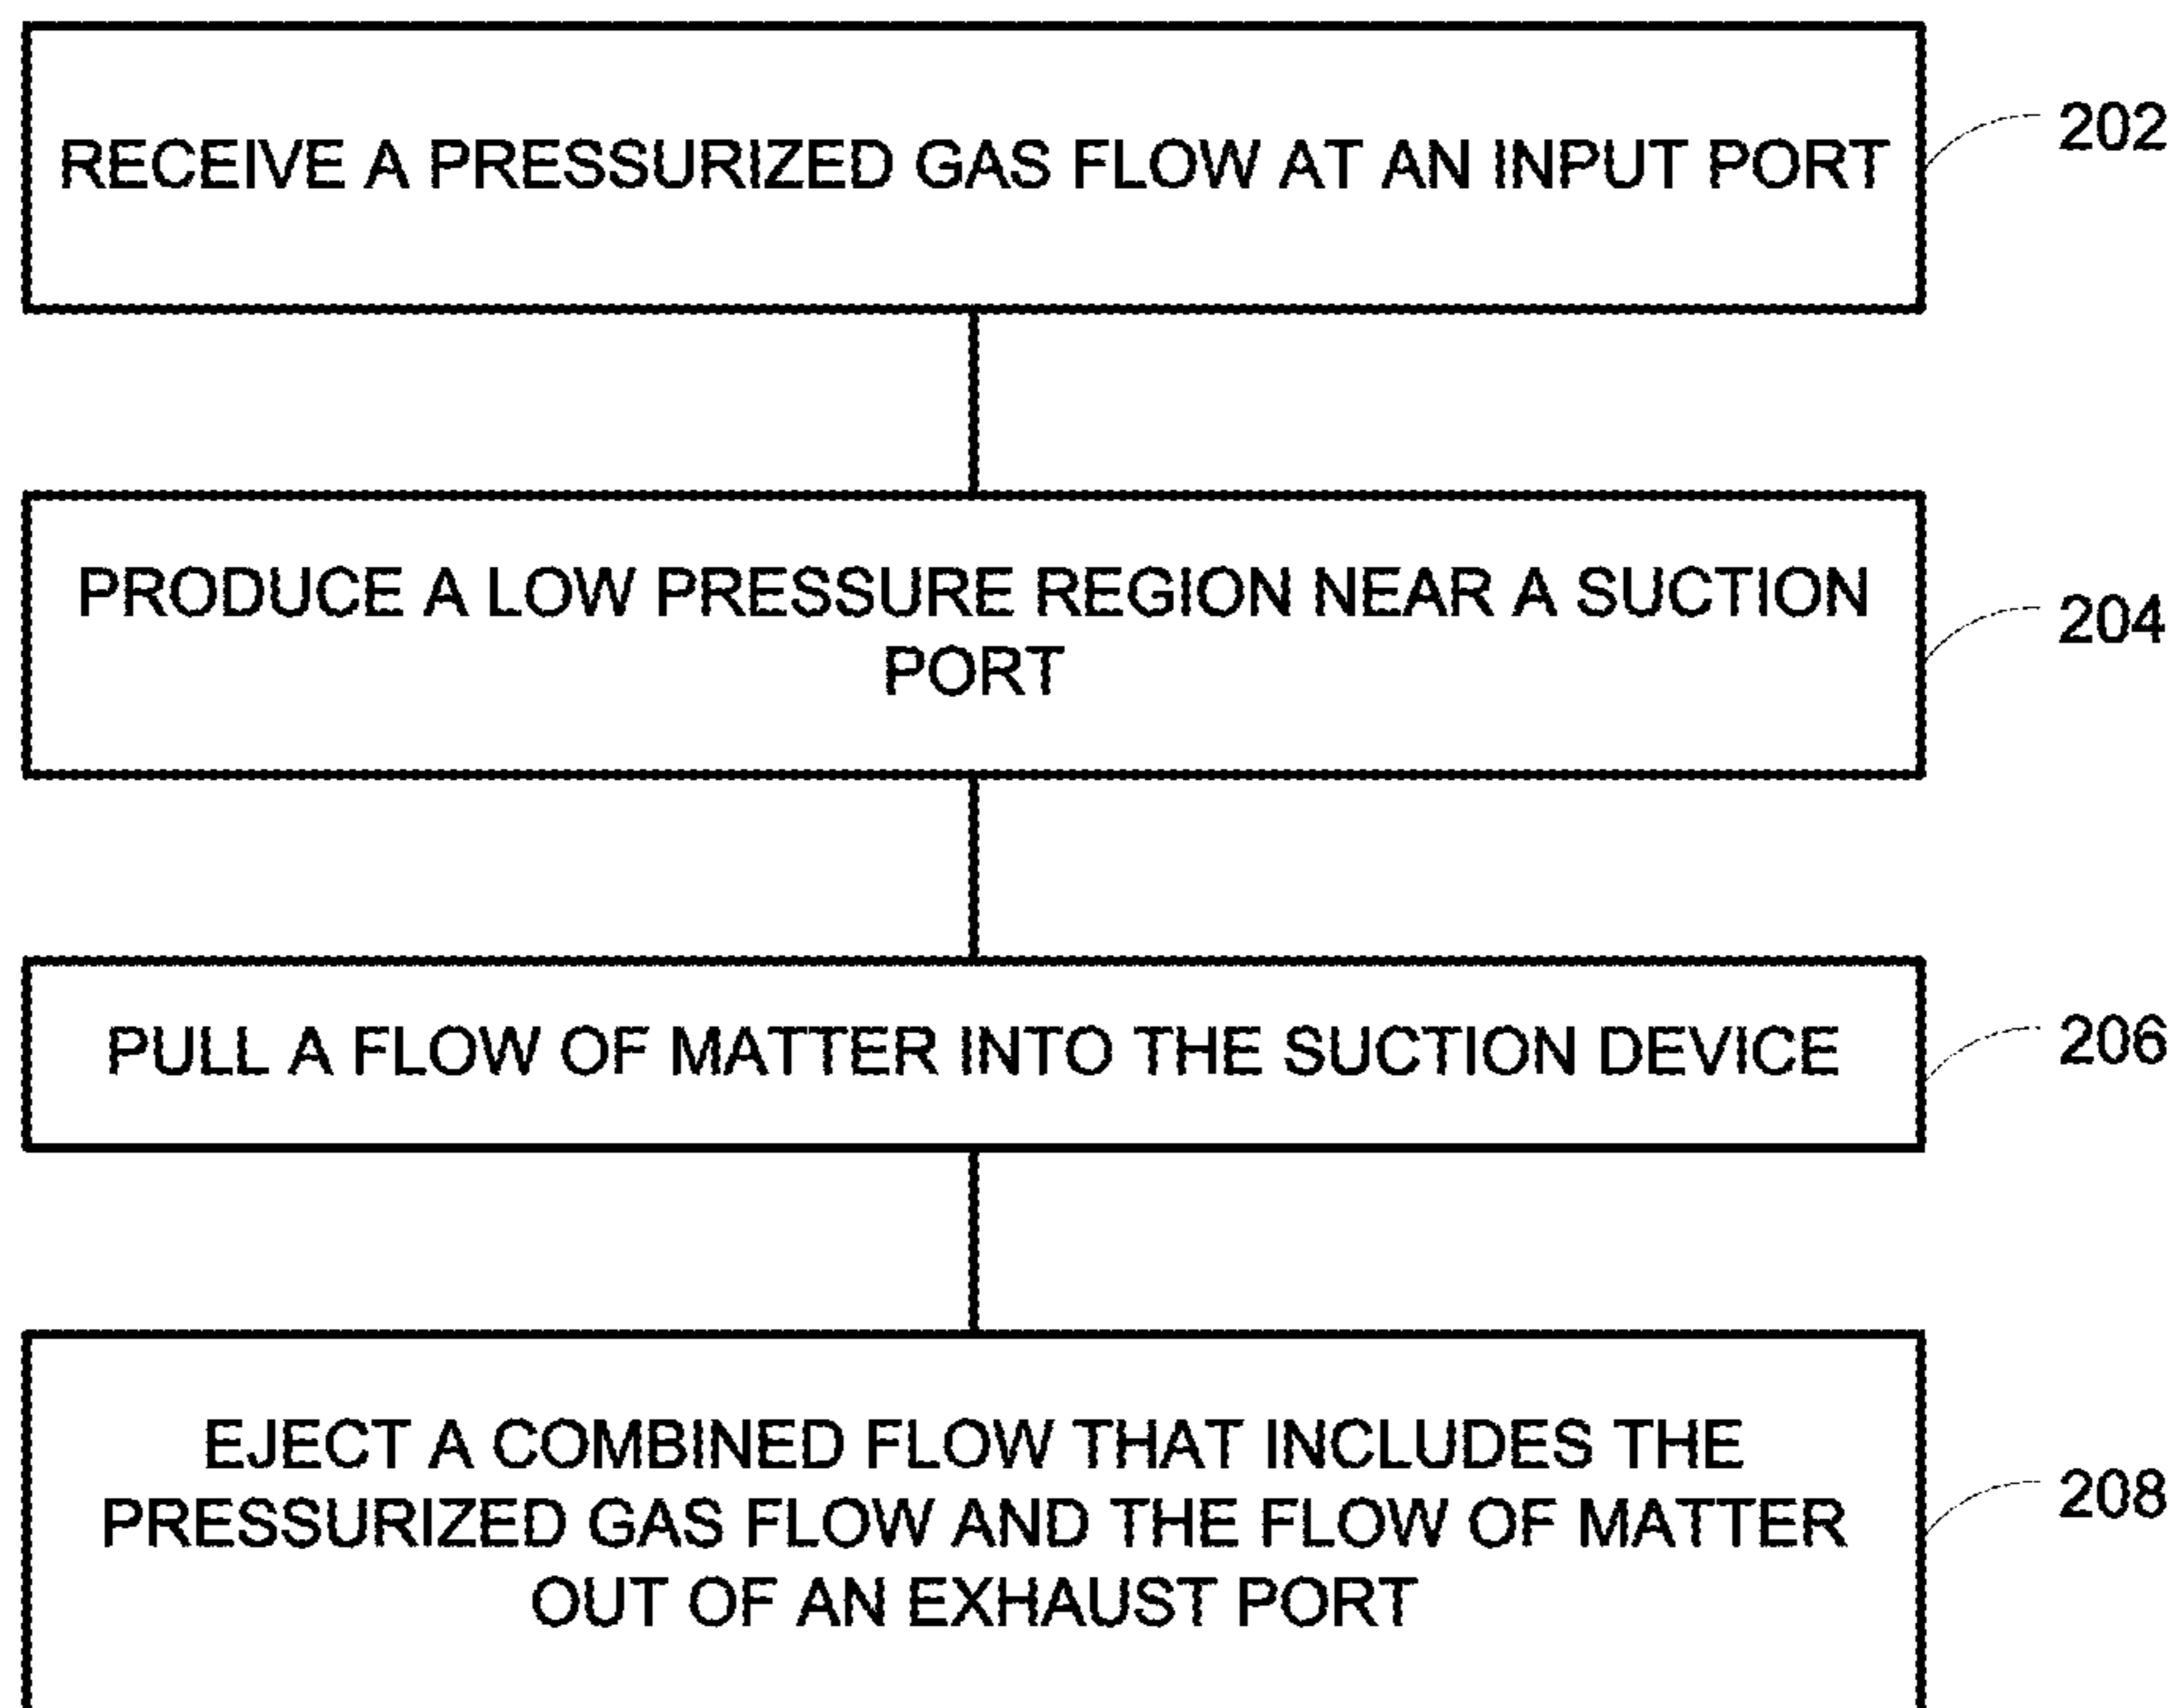 RECEIVE A PRESSURIZED GAS FLOW AT AN INPUT PORT
202
PRODUCE A LOW PRESSURE REGION NEAR A SUCTION
PORT
204
PULL A FLOW OF MATTER INTO THE SUCTION DEVICE
206
EJECT A COMBINED FLOW THAT INCLUDES THE
PRESSURIZED GAS FLOW AND THE FLOW OF MATTER
OUT OF AN EXHAUST PORT
208